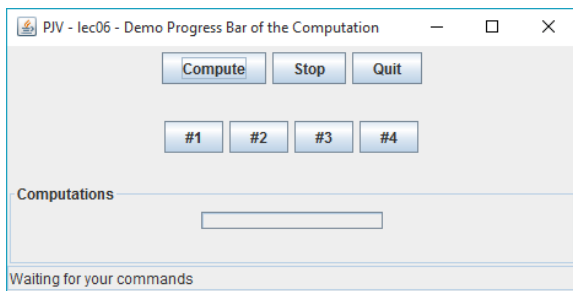 PJV - lec06 - Demo Progress Bar of the Computation
Compute Stop Quit
#1 #2 #3 #4
Computations
Waiting for your commands